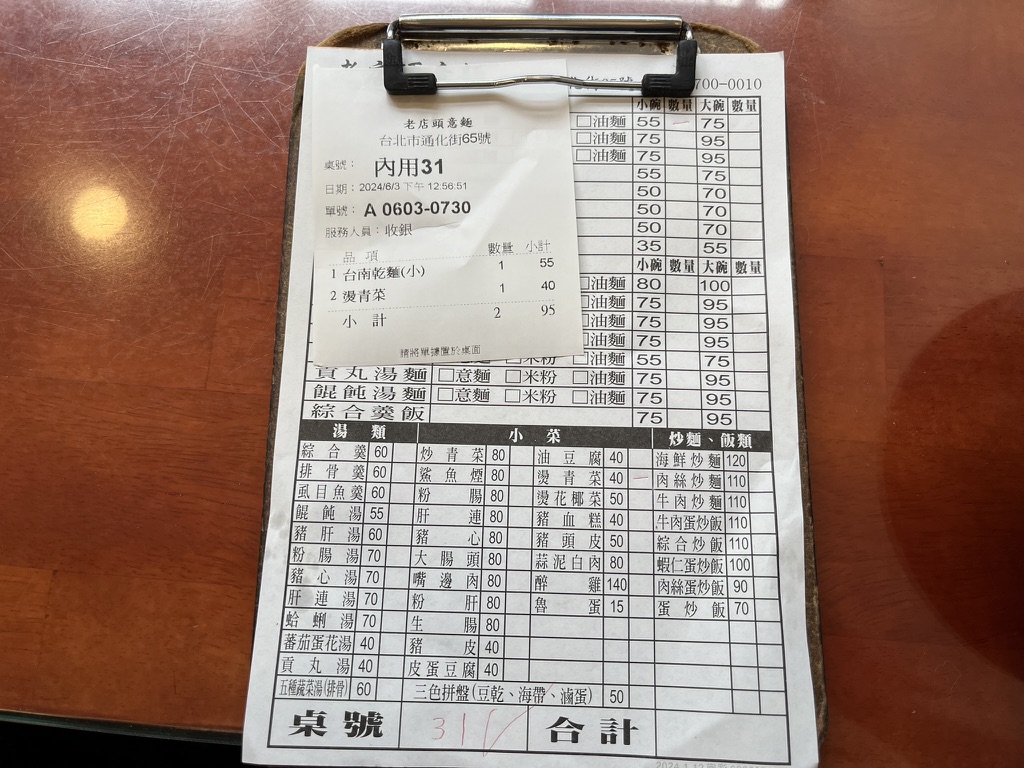 700-0010
老店頭意麵
台北市通化街65號
桌號： 內用31
日期：2024/6/3 下午 12:56:51
單號：A 0603-0730
服務人員：收銀
品 項 數量 小計
1 台南乾麵(小) 1 55
2 燙青菜 1 40
小 計 2 95
請將單據置於桌面
小碗 數量 大碗 數量
□油麵 55 75
□油麵 75 95
□油麵 75 95
55 75
50 70
50 70
50 70
35 55
小碗 數量 大碗 數量
□油麵 80 100
□油麵 75 95
□油麵 75 95
□油麵 75 95
□意麵 □米粉 □油麵 55 75
貢丸湯麵 □意麵 □米粉 □油麵 75 95
餛飩湯麵 □意麵 □米粉 □油麵 75 95
綜合羹飯 75 95
湯 類 小 菜 炒麵、飯類
綜合羹 60 炒青菜 80 油豆腐 40 海鮮炒麵 120
排骨羹 60 鯊魚煙 80 燙青菜 40 肉絲炒麵 110
虱目魚羹 60 粉腸 80 燙花椰菜 50 牛肉炒麵 110
餛飩湯 55 肝連 80 豬血糕 40 牛肉蛋炒飯 110
豬肝湯 60 豬心 80 豬頭皮 50 綜合炒飯 110
粉腸湯 70 大腸頭 80 蒜泥白肉 80 蝦仁蛋炒飯 100
豬心湯 70 嘴邊肉 80 醉雞 140 肉絲蛋炒飯 90
肝連湯 70 粉肝 80 魯蛋 15 蛋炒飯 70
蛤蜊湯 70 生腸 80
蕃茄蛋花湯 40 豬皮 40
貢丸湯 40 皮蛋豆腐 40
五種蔬菜湯(排骨) 60 三色拼盤(豆乾、海帶、滷蛋) 50
桌號 31 合計